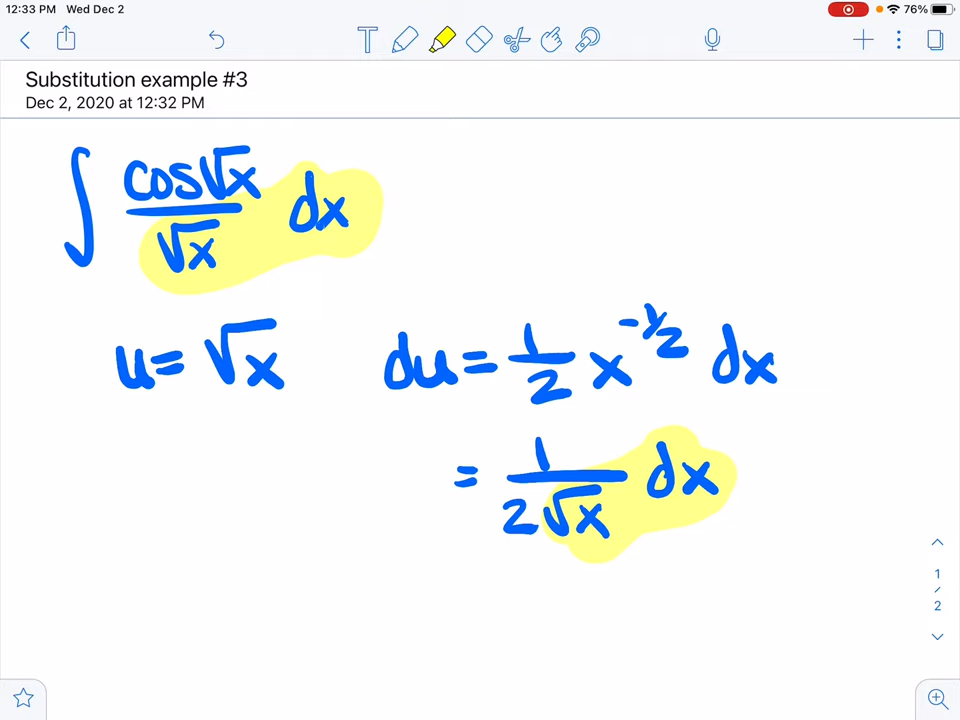 12:33 PM Wed Dec 2 76%
Substitution example #3
Dec 2, 2020 at 12:32 PM
∫ cos√x / √x dx
u = √x du = 1/2 x^(-1/2) dx
= 1 / 2√x dx
T
1 / 2